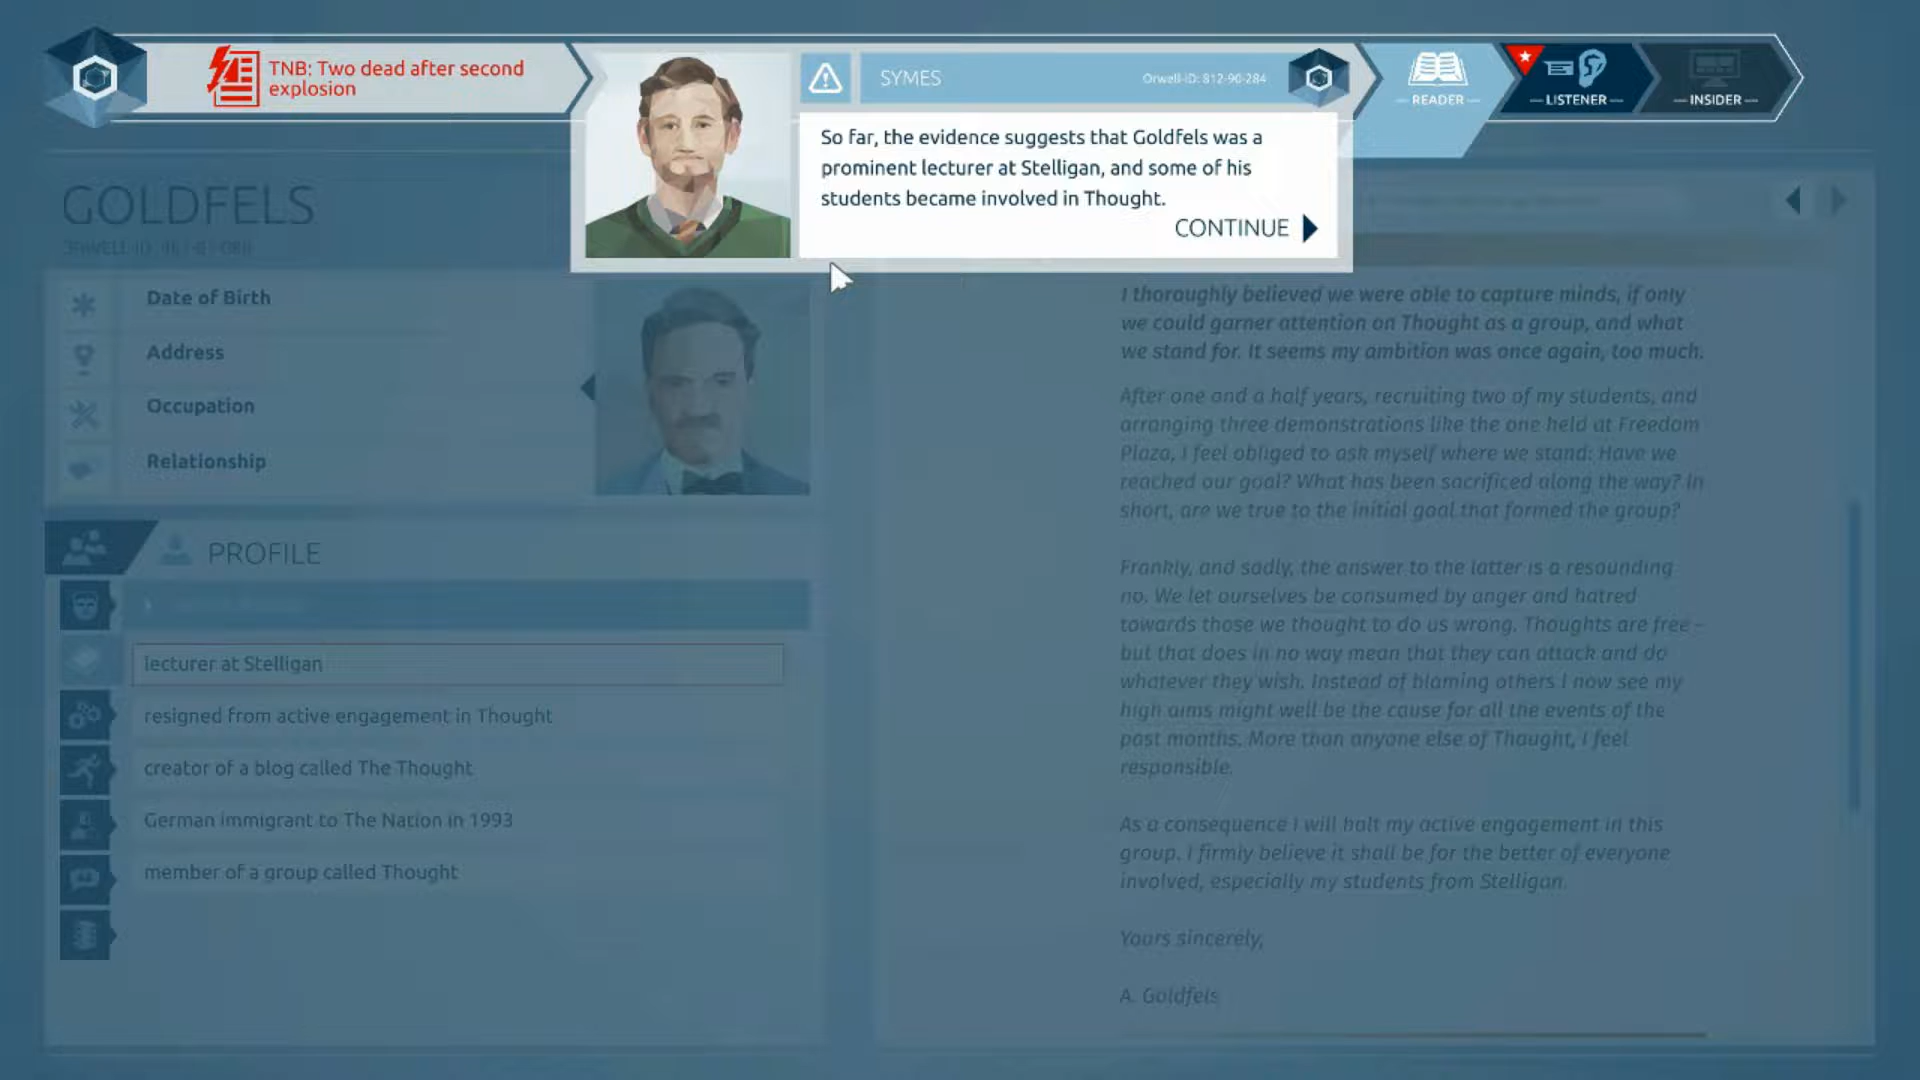 TNB: Two dead after second
explosion
SYMES
Orwell-ID: 812-90-284
So far, the evidence suggests that Goldfels was a
prominent lecturer at Stelligan, and some of his
students became involved in Thought.
CONTINUE
READER
LISTENER
INSIDER
GOLDFELS
Date of Birth
Address
Occupation
Relationship
PROFILE
lecturer at Stelligan
resigned from active engagement in Thought
creator of a blog called The Thought
German immigrant to The Nation in 1993
member of a group called Thought
I thoroughly believed we were able to capture minds, if only
we could garner attention on Thought as a group, and what
we stand for. It seems my ambition was once again, too much.
After one and a half years, recruiting two of my students, and
arranging three demonstrations like the one held at Freedom
Plaza, I feel obliged to ask myself where we stand: Have we
reached our goal? What has been sacrificed along the way? In
short, are we true to the initial goal that formed the group?
Frankly, and sadly, the answer to the latter is a resounding
no. We let ourselves be consumed by anger and hatred
towards those we thought to do us wrong. Thoughts are free –
but that does in no way mean that they can attack and do
whatever they wish. Instead of blaming others I now see my
high aims might well be the cause for all the events of the
past months. More than anyone else of Thought, I feel
responsible.
As a consequence I will halt my active engagement in this
group. I firmly believe it shall be for the better of everyone
involved, especially my students from Stelligan.
Yours sincerely,
A. Goldfels